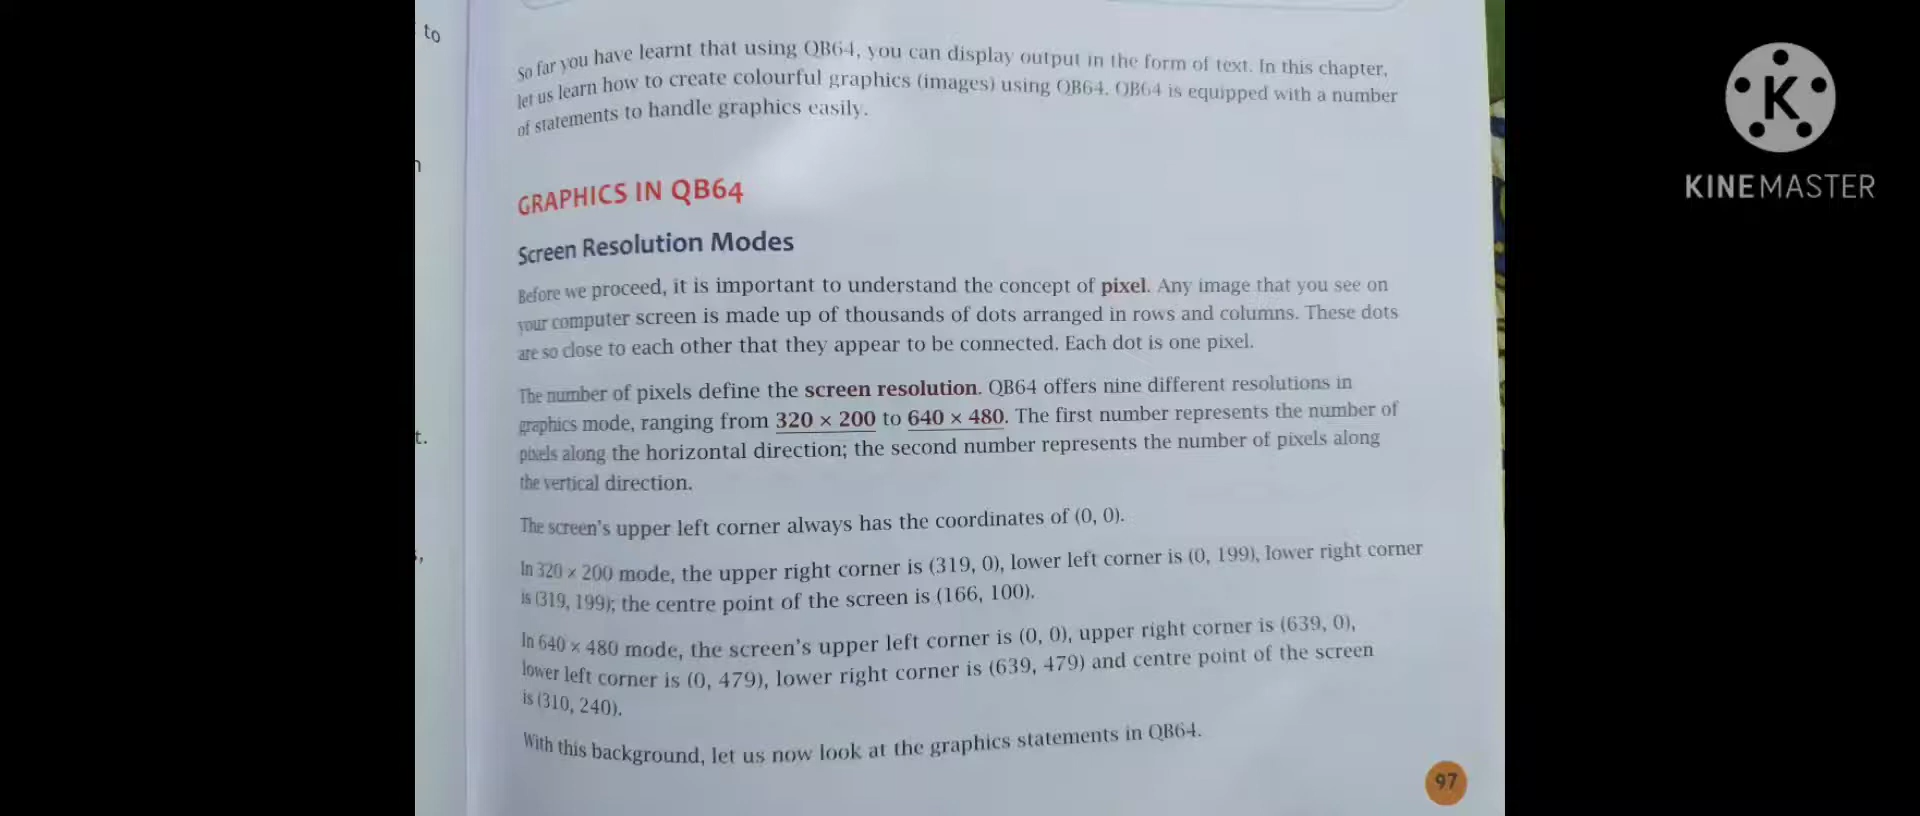 to
So far you have learnt that using QB64, you can display output in the form of text. In this chapter,
let us learn how to create colourful graphics (images) using QB64. QB64 is equipped with a number
of statements to handle graphics easily.
K
KINEMASTER
GRAPHICS IN QB64
Screen Resolution Modes
Before we proceed, it is important to understand the concept of pixel. Any image that you see on
your computer screen is made up of thousands of dots arranged in rows and columns. These dots
are so close to each other that they appear to be connected. Each dot is one pixel.
The number of pixels define the screen resolution. QB64 offers nine different resolutions in
graphics mode, ranging from 320 × 200 to 640 × 480. The first number represents the number of
pixels along the horizontal direction; the second number represents the number of pixels along
t.
the vertical direction.
The screen's upper left corner always has the coordinates of (0, 0).
In 320 × 200 mode, the upper right corner is (319, 0), lower left corner is (0, 199), lower right corner
is (319, 199); the centre point of the screen is (166, 100).
In 640 × 480 mode, the screen's upper left corner is (0, 0), upper right corner is (639, 0),
lower left corner is (0, 479), lower right corner is (639, 479) and centre point of the screen
is (310, 240).
With this background, let us now look at the graphics statements in QB64.
97